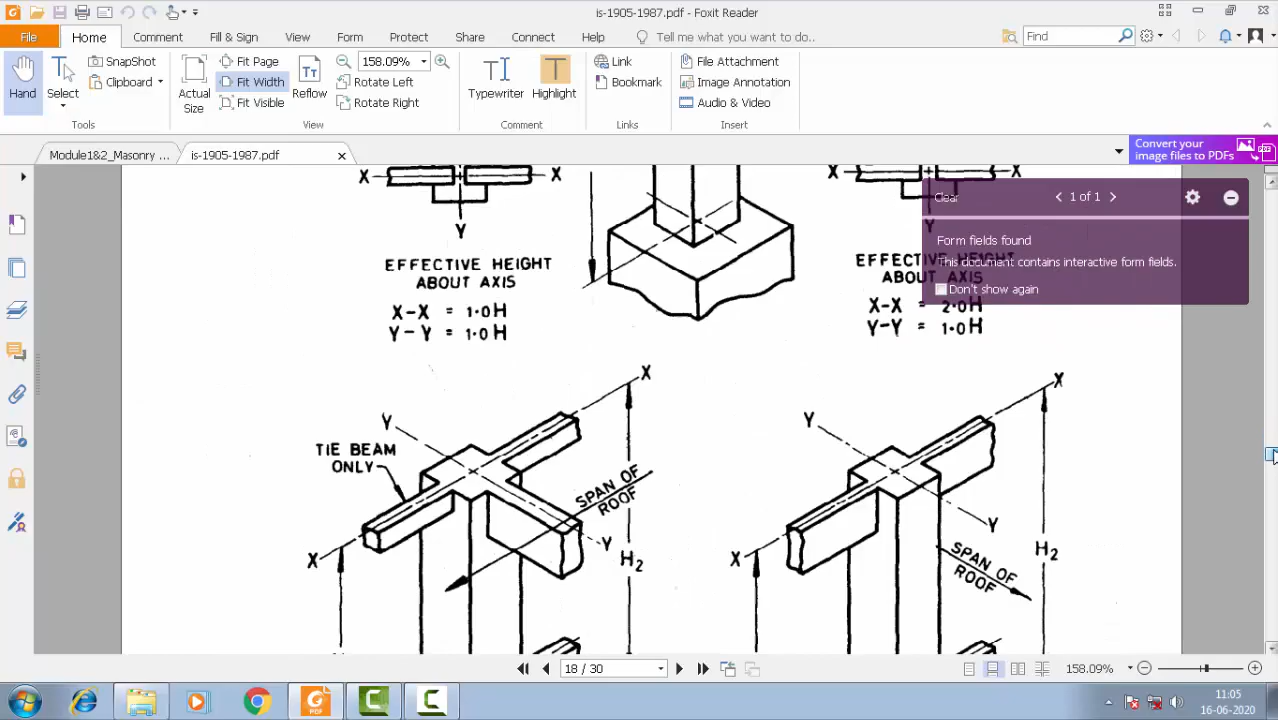 is-1905-1987.pdf - Foxit Reader
File Home Comment Fill & Sign View Form Protect Share Connect Help Tell me what you want to do.. Find
Hand
Select
SnapShot
Clipboard
Tools
Actual Size
Fit Page
Fit Width
Fit Visible
Reflow
158.09%
Rotate Left
Rotate Right
View
Typewriter
Highlight
Comment
Link
Bookmark
Links
File Attachment
Image Annotation
Audio & Video
Insert
Module1&2_Masonry ...
is-1905-1987.pdf
Convert your
image files to PDFs
X X
Y
EFFECTIVE HEIGHT
ABOUT AXIS
X-X = 1·0H
Y-Y = 1·0H
X X
Y
EFFECTIVE HEIGHT
ABOUT AXIS
X-X = 2·0H
Y-Y = 1·0H
Clear
1 of 1
Form fields found
This document contains interactive form fields.
Don't show again
X
Y
TIE BEAM
ONLY
SPAN OF
ROOF
Y
H2
X
X
Y
Y
SPAN OF
ROOF
H2
X
18 / 30
158.09%
PDF
11:05
16-06-2020